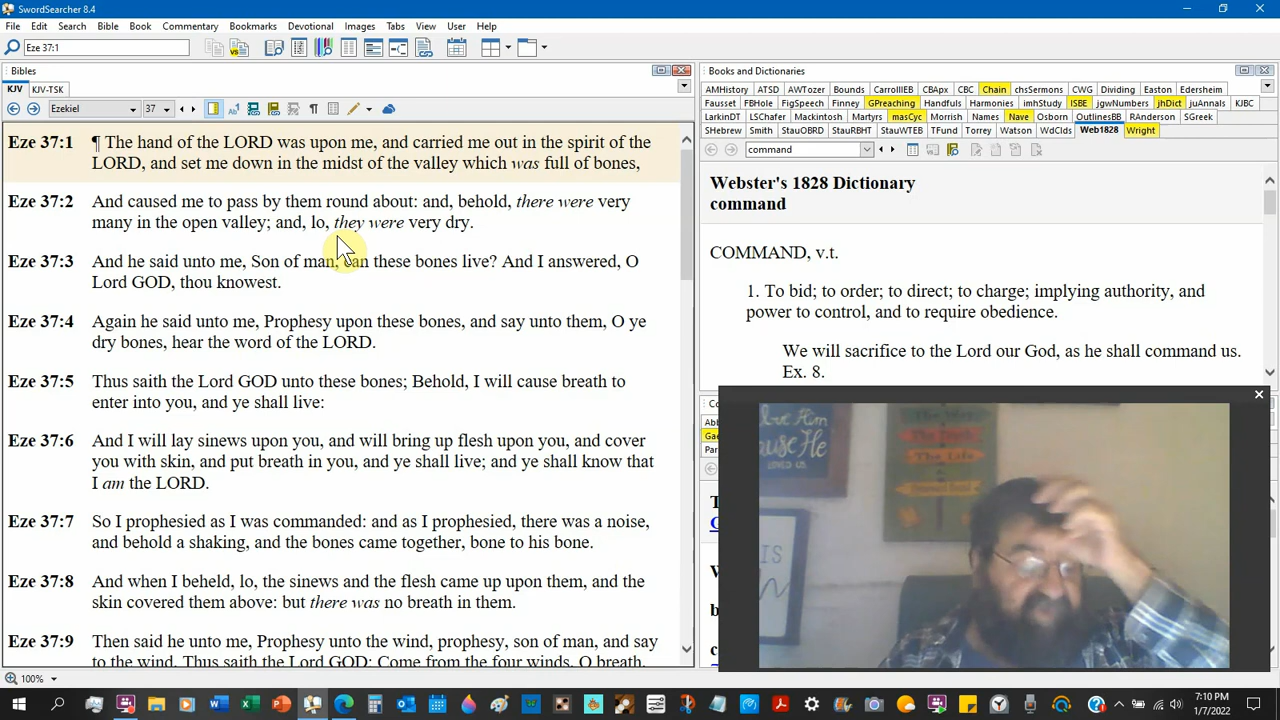 SwordSearcher 8.4
File Edit Search Bible Book Commentary Bookmarks Devotional Images Tabs View User Help
Eze 37:1
Bibles
KJV KJV-TSK
Ezekiel 37
Eze 37:1 ¶ The hand of the LORD was upon me, and carried me out in the spirit of the
LORD, and set me down in the midst of the valley which was full of bones,
Eze 37:2 And caused me to pass by them round about: and, behold, there were very
many in the open valley; and, lo, they were very dry.
Eze 37:3 And he said unto me, Son of man, can these bones live? And I answered, O
Lord GOD, thou knowest.
Eze 37:4 Again he said unto me, Prophesy upon these bones, and say unto them, O ye
dry bones, hear the word of the LORD.
Eze 37:5 Thus saith the Lord GOD unto these bones; Behold, I will cause breath to
enter into you, and ye shall live:
Eze 37:6 And I will lay sinews upon you, and will bring up flesh upon you, and cover
you with skin, and put breath in you, and ye shall live; and ye shall know that
I am the LORD.
Eze 37:7 So I prophesied as I was commanded: and as I prophesied, there was a noise,
and behold a shaking, and the bones came together, bone to his bone.
Eze 37:8 And when I beheld, lo, the sinews and the flesh came up upon them, and the
skin covered them above: but there was no breath in them.
Eze 37:9 Then said he unto me, Prophesy unto the wind, prophesy, son of man, and say
to the wind, Thus saith the Lord GOD; Come from the four winds, O breath,
100%
Books and Dictionaries
AMHistory ATSD AWTozer Bounds CarrollEIB CBApx CBC Chain chsSermons CWG Dividing Easton Edersheim
Fausset FBHole FigSpeech Finney GPreaching Handfuls Harmonies imhStudy ISBE jgwNumbers jhDict juAnnals KJBC
LarkinDT LSChafer Mackintosh Martyrs masCyc Morrish Names Nave Osborn OutlinesBB RAnderson SGreek
SHebrew Smith StauOBRD StauRBHT StauWTEB TFund Torrey Watson WdClds Web1828 Wright
command
Webster's 1828 Dictionary
command
COMMAND, v.t.
1. To bid; to order; to direct; to charge; implying authority, and
power to control, and to require obedience.
We will sacrifice to the Lord our God, as he shall command us.
Ex. 8.
7:10 PM
1/7/2022